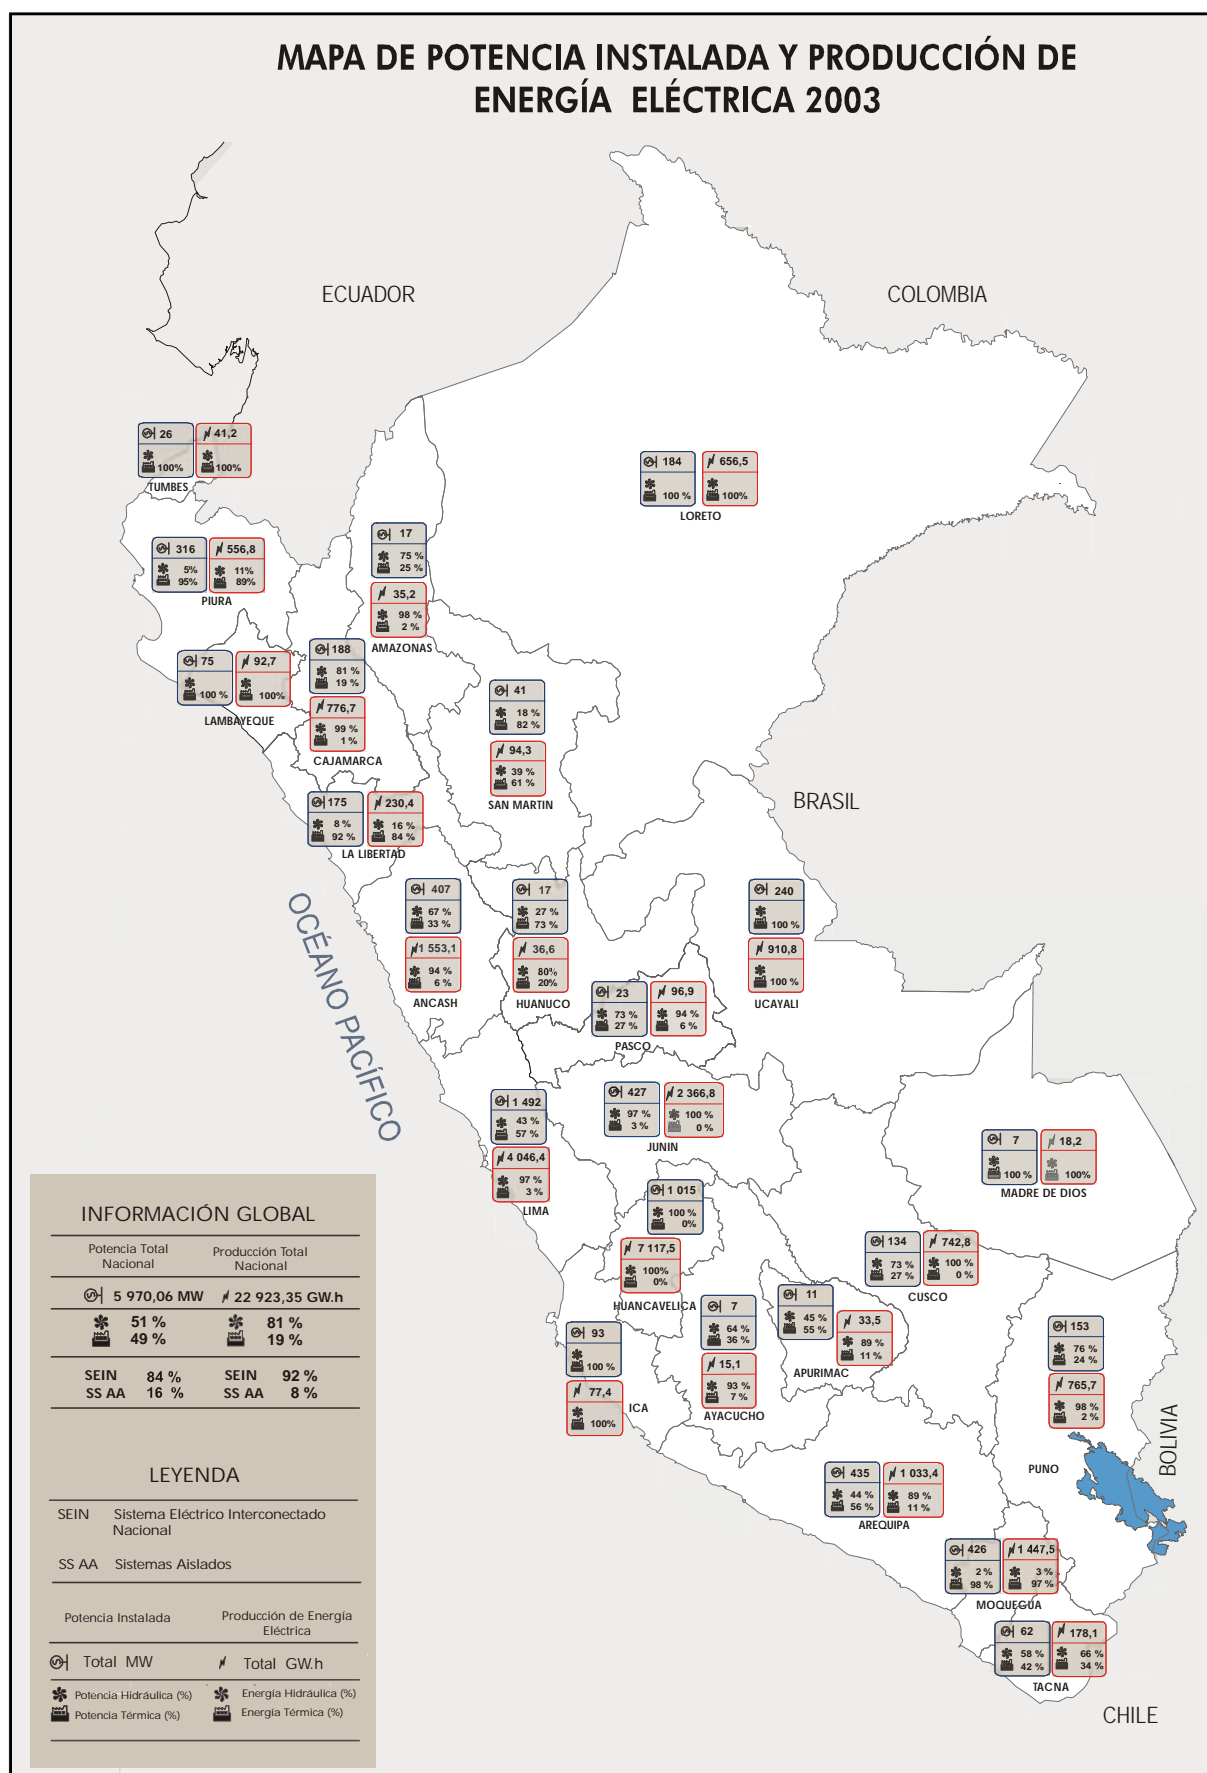 MAPA DE POTENCIA INSTALADA Y PRODUCCIÓN DE
ENERGÍA ELÉCTRICA 2003
ECUADOR
COLOMBIA
26
41,2
100%
100%
TUMBES
184
656,5
100 %
100%
LORETO
316
556,8
5%
95%
11%
89%
PIURA
17
75 %
25 %
35,2
98 %
2 %
AMAZONAS
75
92,7
100 %
100%
LAMBAYEQUE
188
81 %
19 %
776,7
99 %
1 %
CAJAMARCA
41
18 %
82 %
94,3
39 %
61 %
SAN MARTIN
BRASIL
175
230,4
8 %
92 %
16 %
84 %
LA LIBERTAD
OCÉANO PACÍFICO
407
67 %
33 %
1 553,1
94 %
6 %
ANCASH
17
27 %
73 %
36,6
80%
20%
HUANUCO
240
100 %
910,8
100 %
UCAYALI
23
96,9
73 %
27 %
94 %
6 %
PASCO
1 492
43 %
57 %
4 046,4
97 %
3 %
LIMA
427
2 366,8
97 %
3 %
100 %
0 %
JUNIN
7
18,2
100 %
100%
MADRE DE DIOS
1 015
100 %
0%
7 117,5
100%
0%
HUANCAVELICA
134
742,8
73 %
27 %
100 %
0 %
CUSCO
93
100 %
77,4
100%
ICA
7
64 %
36 %
15,1
93 %
7 %
AYACUCHO
11
45 %
55 %
33,5
89 %
11 %
APURIMAC
153
76 %
24 %
765,7
98 %
2 %
PUNO
BOLIVIA
435
1 033,4
44 %
56 %
89 %
11 %
AREQUIPA
426
1 447,5
2 %
98 %
3 %
97 %
MOQUEGUA
62
178,1
58 %
42 %
66 %
34 %
TACNA
CHILE
INFORMACIÓN GLOBAL
Potencia Total
Nacional
Producción Total
Nacional
5 970,06 MW
22 923,35 GW.h
51 %
49 %
81 %
19 %
SEIN 84 %
SS AA 16 %
SEIN 92 %
SS AA 8 %
LEYENDA
SEIN Sistema Eléctrico Interconectado
Nacional
SS AA Sistemas Aislados
Potencia Instalada
Producción de Energía
Eléctrica
Total MW
Total GW.h
Potencia Hidráulica (%)
Energía Hidráulica (%)
Potencia Térmica (%)
Energía Térmica (%)